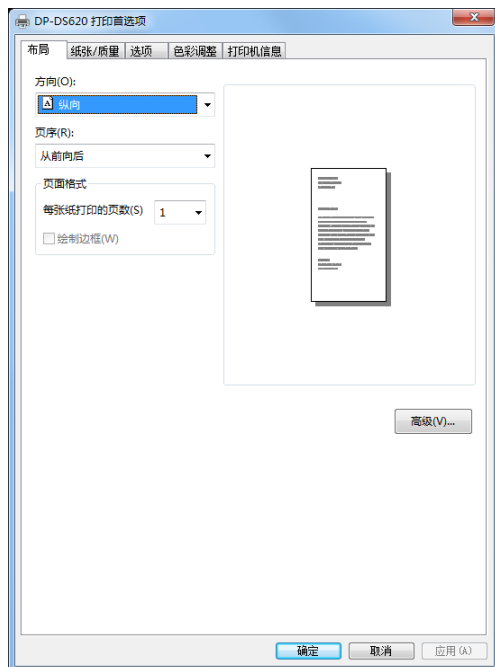 DP-DS620 打印首选项
布局 纸张/质量 选项 色彩调整 打印机信息
方向(O):
纵向
页序(R):
从前向后
页面格式
每张纸打印的页数(S) 1
绘制边框(W)
高级(V)...
确定 取消 应用(A)